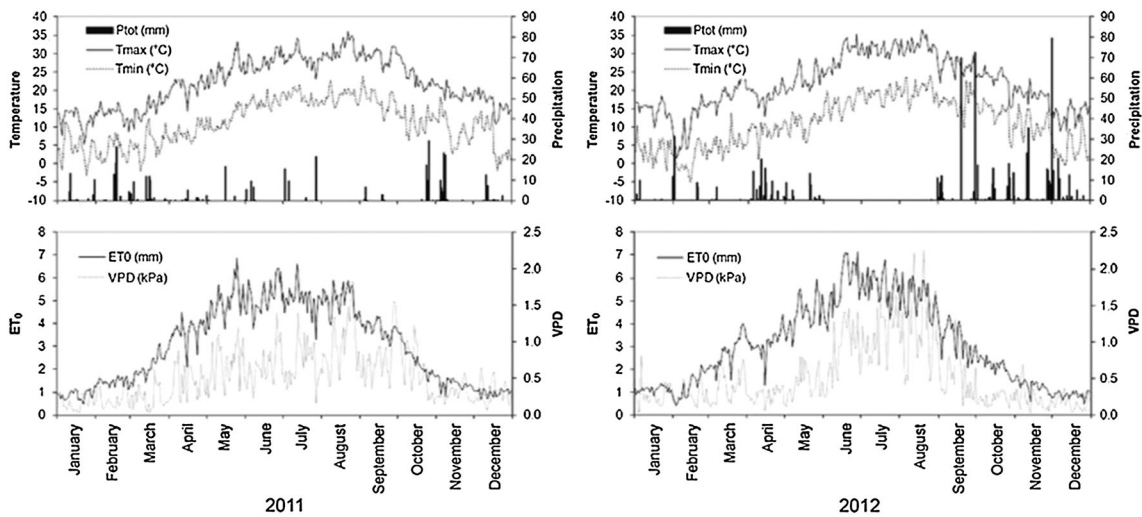 40
35
30
25
20
15
10
5
0
-5
-10
Temperature
Ptot (mm)
Tmax (°C)
Tmin (°C)
90
80
70
60
50
40
30
20
10
0
Precipitation
40
35
30
25
20
15
10
5
0
-5
-10
Temperature
Ptot (mm)
Tmax (°C)
Tmin (°C)
90
80
70
60
50
40
30
20
10
0
Precipitation
8
7
6
5
4
3
2
1
0
ET₀
ET0 (mm)
VPD (kPa)
2.5
2.0
1.5
1.0
0.5
0.0
VPD
January
February
March
April
May
June
July
August
September
October
November
December
2011
8
7
6
5
4
3
2
1
0
ET₀
ET0 (mm)
VPD (kPa)
2.5
2.0
1.5
1.0
0.5
0.0
VPD
January
February
March
April
May
June
July
August
September
October
November
December
2012